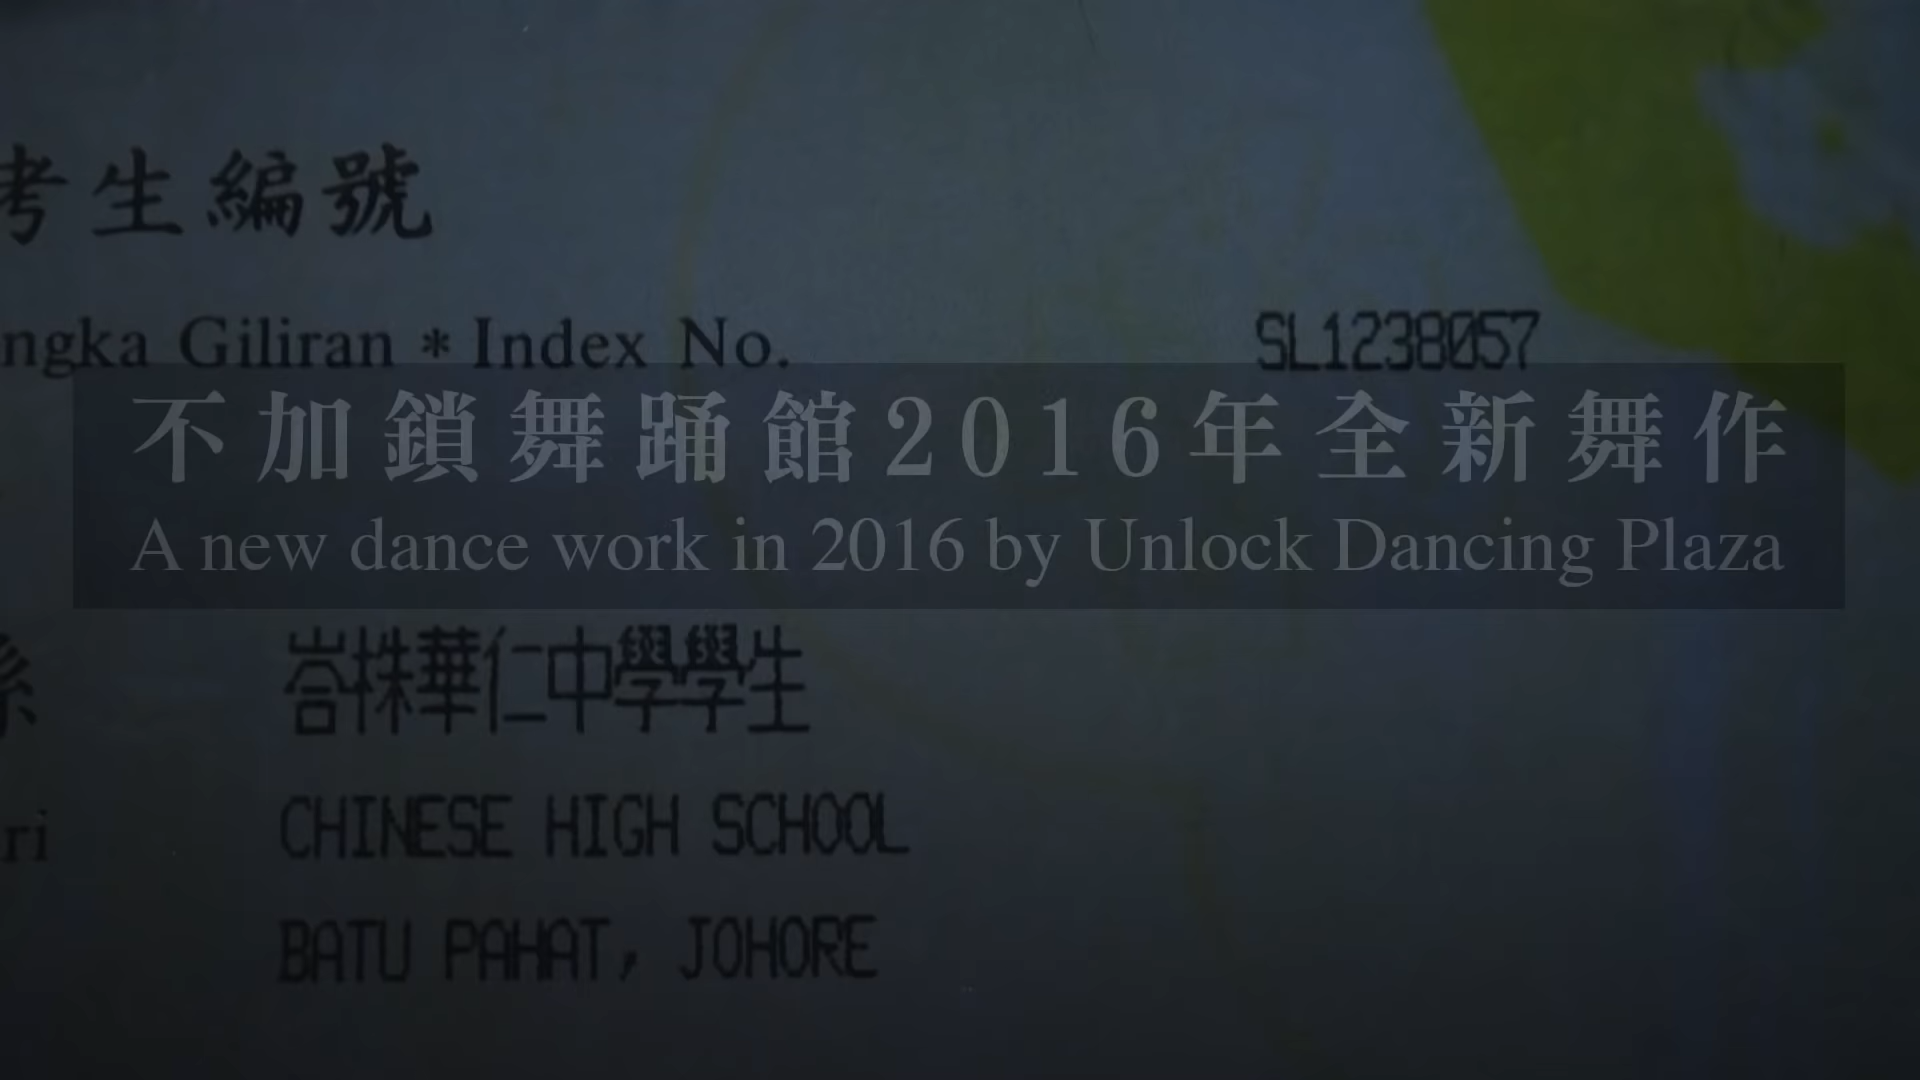 考生編號
ngka Giliran * Index No. SL1238057
不加鎖舞踊館2016年全新舞作
A new dance work in 2016 by Unlock Dancing Plaza
峇株華仁中學學生
CHINESE HIGH SCHOOL
ri
BATU PAHAT, JOHORE